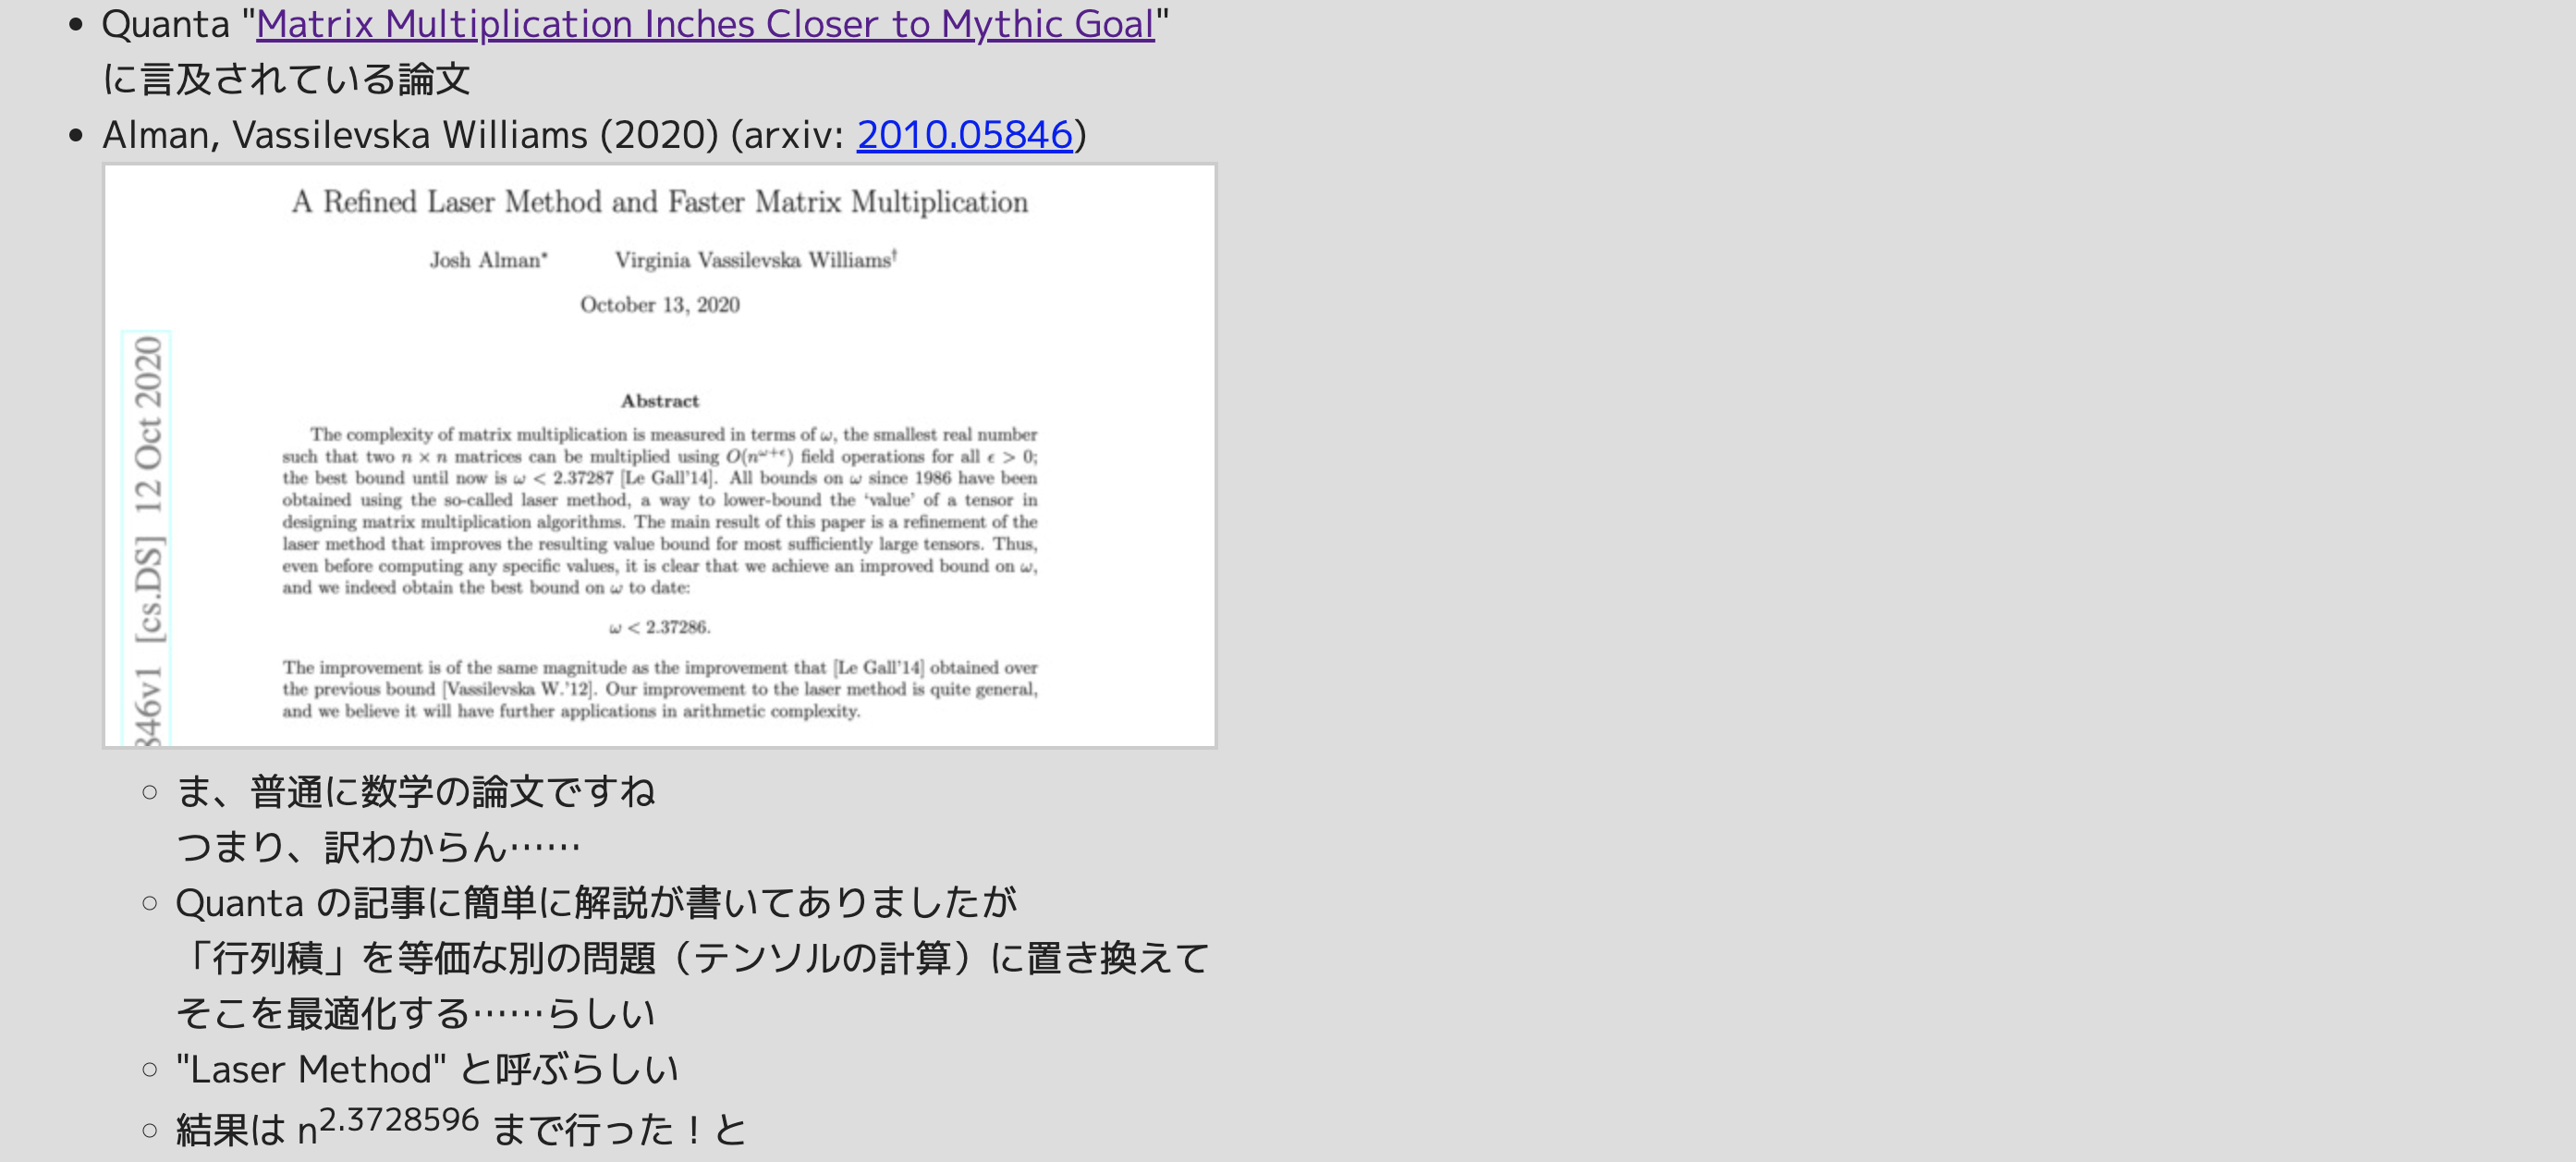 Quanta "Matrix Multiplication Inches Closer to Mythic Goal"
に言及されている論文
Alman, Vassilevska Williams (2020) (arxiv: 2010.05846)
A Refined Laser Method and Faster Matrix Multiplication
Josh Alman* Virginia Vassilevska Williams†
October 13, 2020
846v1 [cs.DS] 12 Oct 2020
Abstract
The complexity of matrix multiplication is measured in terms of ω, the smallest real number
such that two n × n matrices can be multiplied using O(n^{ω+ϵ}) field operations for all ϵ > 0;
the best bound until now is ω < 2.37287 [Le Gall'14]. All bounds on ω since 1986 have been
obtained using the so-called laser method, a way to lower-bound the 'value' of a tensor in
designing matrix multiplication algorithms. The main result of this paper is a refinement of the
laser method that improves the resulting value bound for most sufficiently large tensors. Thus,
even before computing any specific values, it is clear that we achieve an improved bound on ω,
and we indeed obtain the best bound on ω to date:
ω < 2.37286.
The improvement is of the same magnitude as the improvement that [Le Gall'14] obtained over
the previous bound [Vassilevska W.'12]. Our improvement to the laser method is quite general,
and we believe it will have further applications in arithmetic complexity.
ま、普通に数学の論文ですね
つまり、訳わからん……
Quanta の記事に簡単に解説が書いてありましたが
「行列積」を等価な別の問題（テンソルの計算）に置き換えて
そこを最適化する……らしい
"Laser Method" と呼ぶらしい
結果は n^2.3728596 まで行った！と